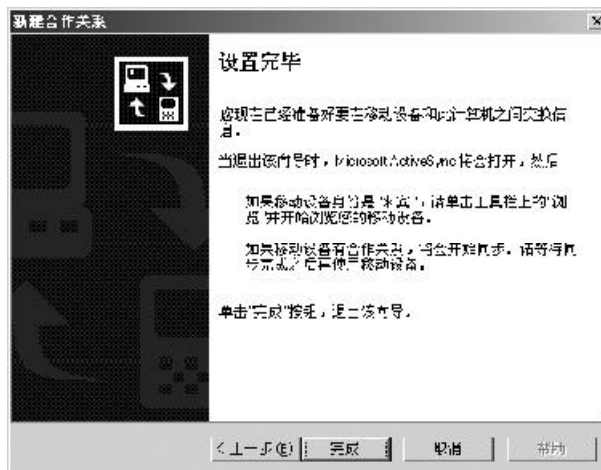 新建合作关系
设置完毕
您现在已经准备好要在移动设备和此计算机之间交换信
息。
当退出该向导时，Microsoft ActiveSync 将会打开，然后
如果移动设备身份是“来宾”，请单击工具栏上的“浏
览”并开始浏览您的移动设备。
如果移动设备有合作关系，将会开始同步。请等待同
步完成之后再使用移动设备。
单击“完成”按钮，退出该向导。
< 上一步(B)
完成
取消
帮助